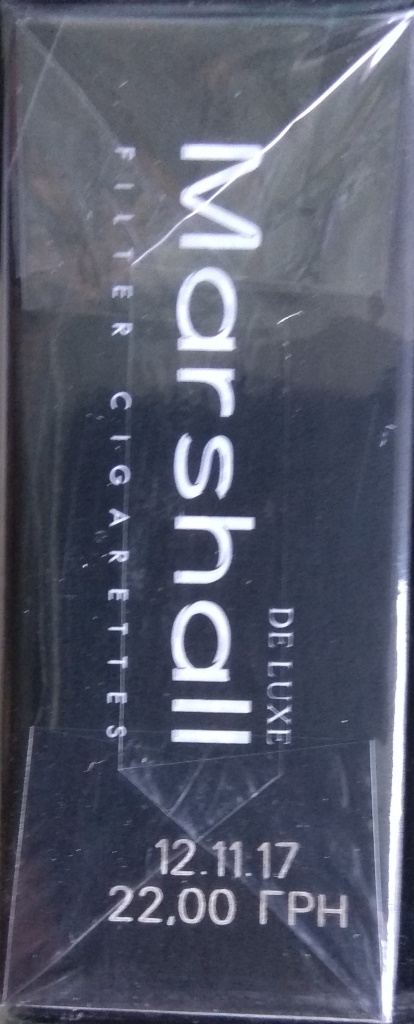 DE LUXE
Marshall
FILTER CIGARETTES
12.11.17
22,00 ГРН